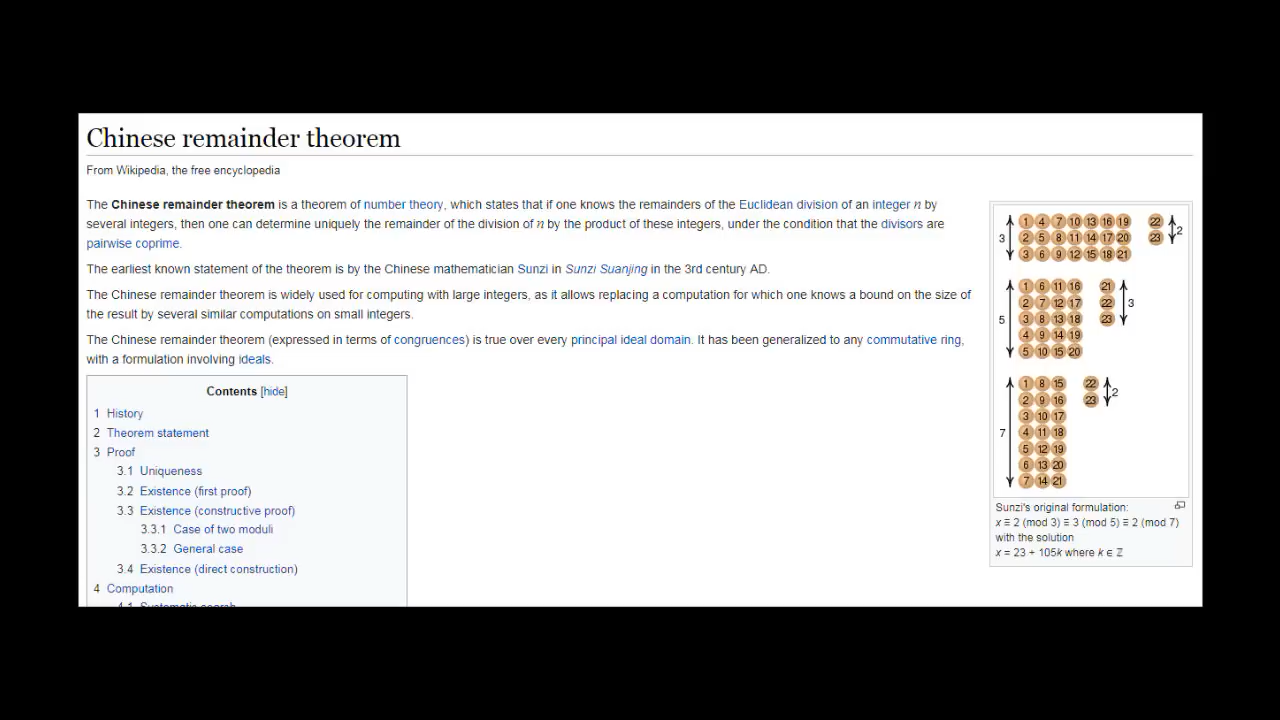 Chinese remainder theorem
From Wikipedia, the free encyclopedia
The Chinese remainder theorem is a theorem of number theory, which states that if one knows the remainders of the Euclidean division of an integer n by
several integers, then one can determine uniquely the remainder of the division of n by the product of these integers, under the condition that the divisors are
pairwise coprime.
The earliest known statement of the theorem is by the Chinese mathematician Sunzi in Sunzi Suanjing in the 3rd century AD.
The Chinese remainder theorem is widely used for computing with large integers, as it allows replacing a computation for which one knows a bound on the size of
the result by several similar computations on small integers.
The Chinese remainder theorem (expressed in terms of congruences) is true over every principal ideal domain. It has been generalized to any commutative ring,
with a formulation involving ideals.
Contents [hide]
1 History
2 Theorem statement
3 Proof
3.1 Uniqueness
3.2 Existence (first proof)
3.3 Existence (constructive proof)
3.3.1 Case of two moduli
3.3.2 General case
3.4 Existence (direct construction)
4 Computation
4.1 Systematic search
1 4 7 10 13 16 19 22
3 2 5 8 11 14 17 20 23 2
3 6 9 12 15 18 21
1 6 11 16 21
2 7 12 17 22 3
5 3 8 13 18 23
4 9 14 19
5 10 15 20
1 8 15 22
2 9 16 23 2
3 10 17
7 4 11 18
5 12 19
6 13 20
7 14 21
Sunzi's original formulation:
x ≡ 2 (mod 3) ≡ 3 (mod 5) ≡ 2 (mod 7)
with the solution
x = 23 + 105k where k ∈ ℤ